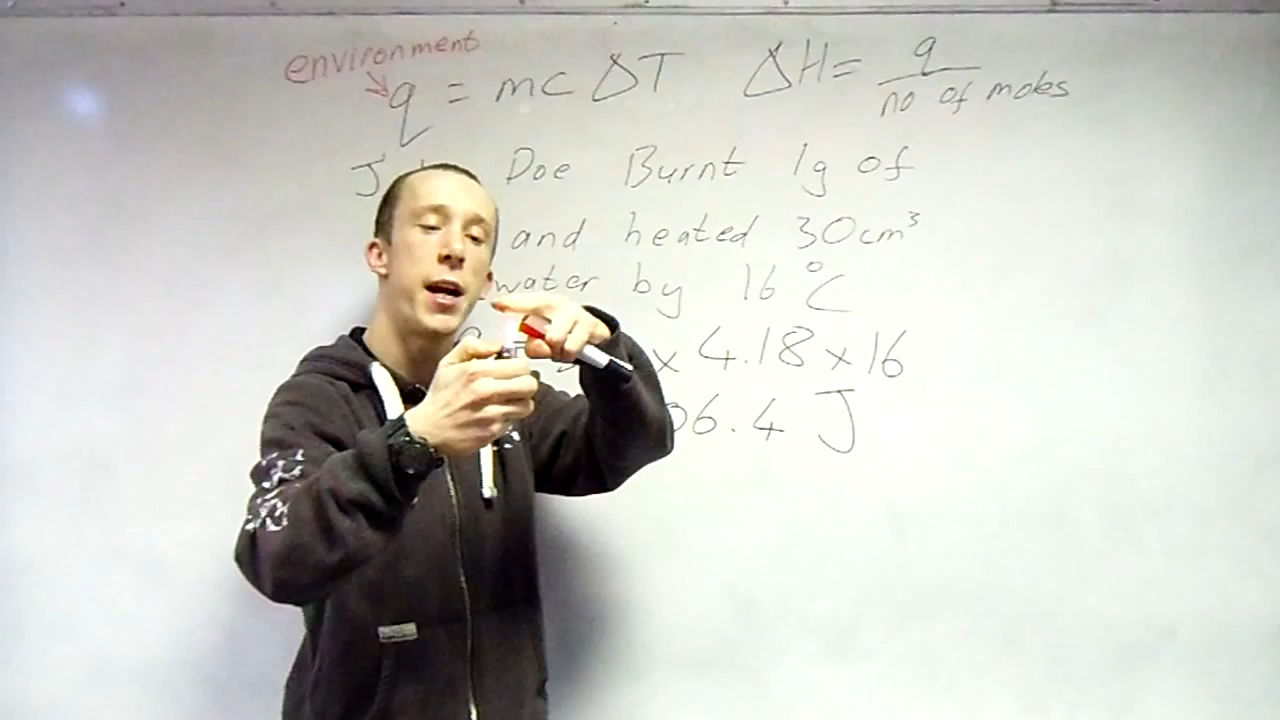 environment
q = mc ΔT ΔH = q / no of moles
Doe Burnt 1g of
and heated 30cm³
water by 16 °C
x 4.18 x 16
06.4 J